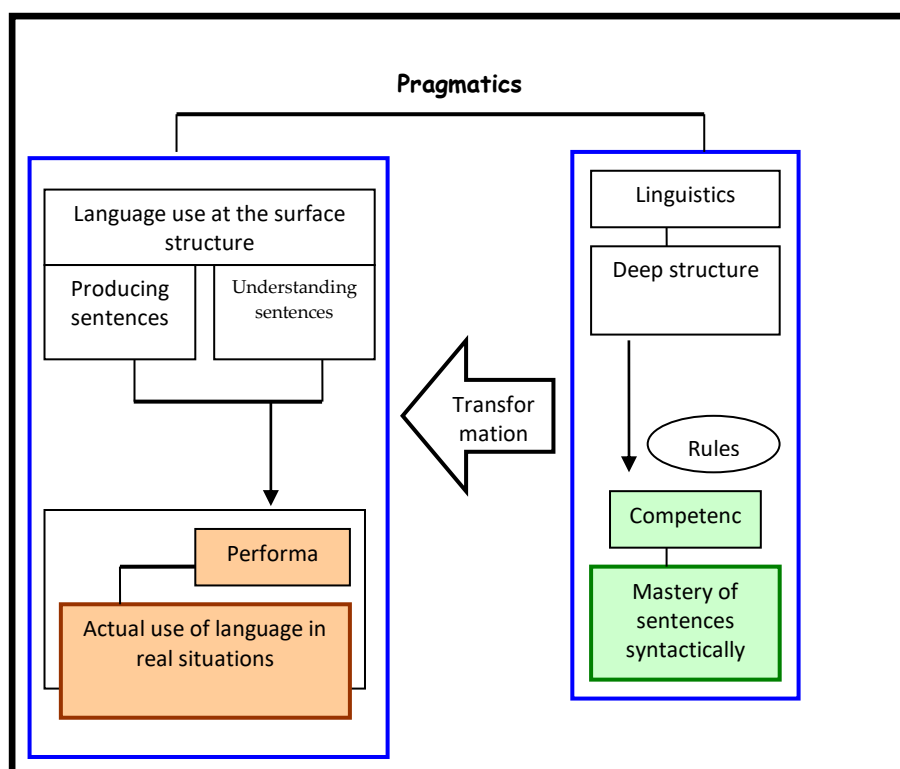 Pragmatics
Language use at the surface
structure
Producing
sentences
Understanding
sentences
Performa
Actual use of language in
real situations
Transfor
mation
Linguistics
Deep structure
Rules
Competenc
Mastery of
sentences
syntactically